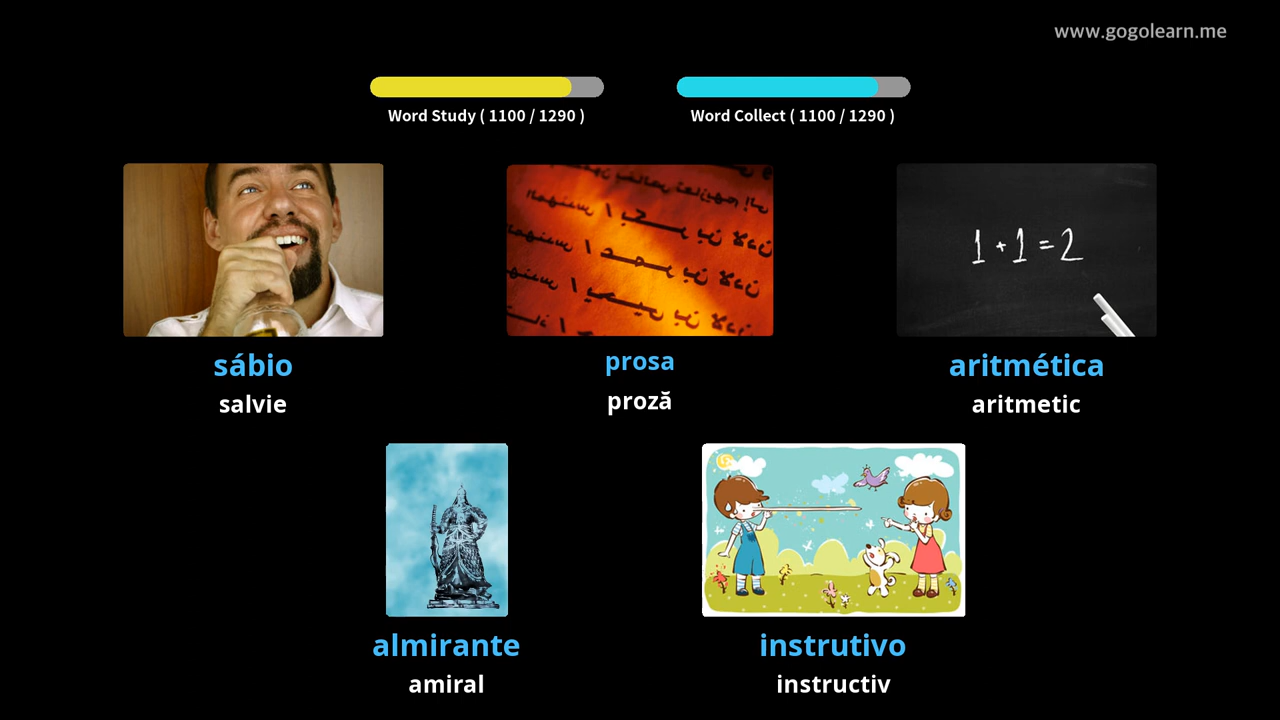 www.gogolearn.me
Word Study ( 1100 / 1290 )
Word Collect ( 1100 / 1290 )
1 + 1 = 2
sábio
prosa
aritmética
salvie
proză
aritmetic
almirante
instrutivo
amiral
instructiv